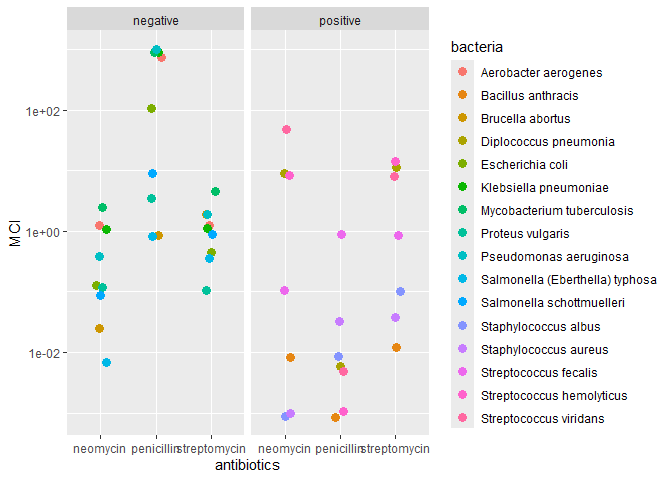 negative
positive
MCI
1e+02
1e+00
1e-02
neomycin penicillin streptomycin
neomycin penicillin streptomycin
antibiotics
bacteria
Aerobacter aerogenes
Bacillus anthracis
Brucella abortus
Diplococcus pneumonia
Escherichia coli
Klebsiella pneumoniae
Mycobacterium tuberculosis
Proteus vulgaris
Pseudomonas aeruginosa
Salmonella (Eberthella) typhosa
Salmonella schottmuelleri
Staphylococcus albus
Staphylococcus aureus
Streptococcus fecalis
Streptococcus hemolyticus
Streptococcus viridans